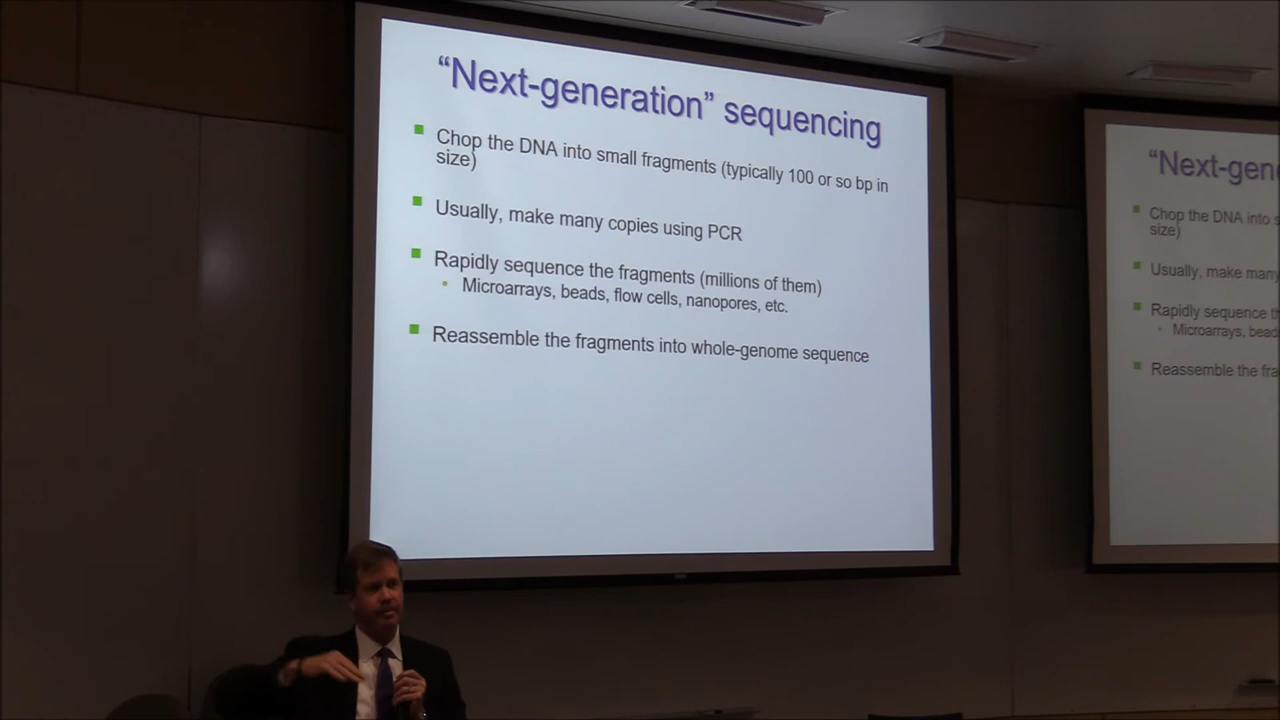 “Next-generation” sequencing
Chop the DNA into small fragments (typically 100 or so bp in
size)
Usually, make many copies using PCR
Rapidly sequence the fragments (millions of them)
Microarrays, beads, flow cells, nanopores, etc.
Reassemble the fragments into whole-genome sequence
“Next-gen
Chop the DNA into s
size)
Usually, make many
Rapidly sequence th
Microarrays, bead
Reassemble the fra